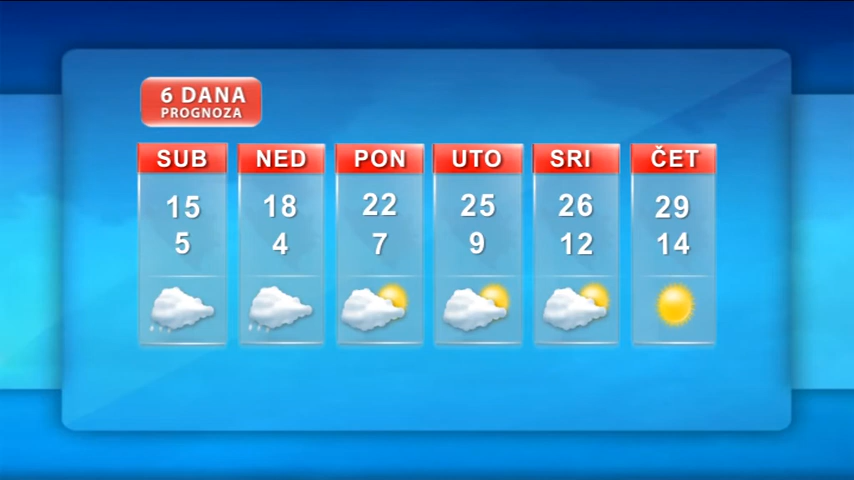 6 DANA
PROGNOZA
SUB NED PON UTO SRI ČET
15 18 22 25 26 29
5 4 7 9 12 14